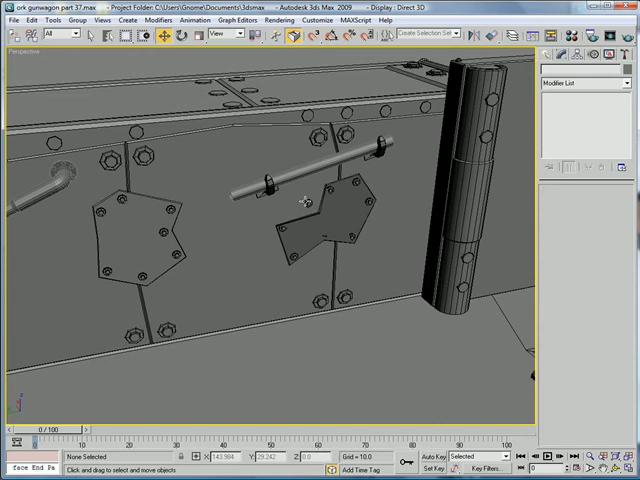 ork gunwagon part 37.max - Project Folder: C:\Users\Gnome\Documents\3dsmax - Autodesk 3ds Max 2009 - Display : Direct 3D
File Edit Tools Group Views Create Modifiers Animation Graph Editors Rendering Customize MAXScript Help
All View Create Selection Set
Perspective
Modifier List
0 / 100
0 10 20 30 40 50 60 70 80 90 100
None Selected X: 143.984 Y: 29.242 Z: 0.0 Grid = 10.0 Auto Key Selected
face End Pa Click and drag to select and move objects Add Time Tag Set Key Key Filters... 0